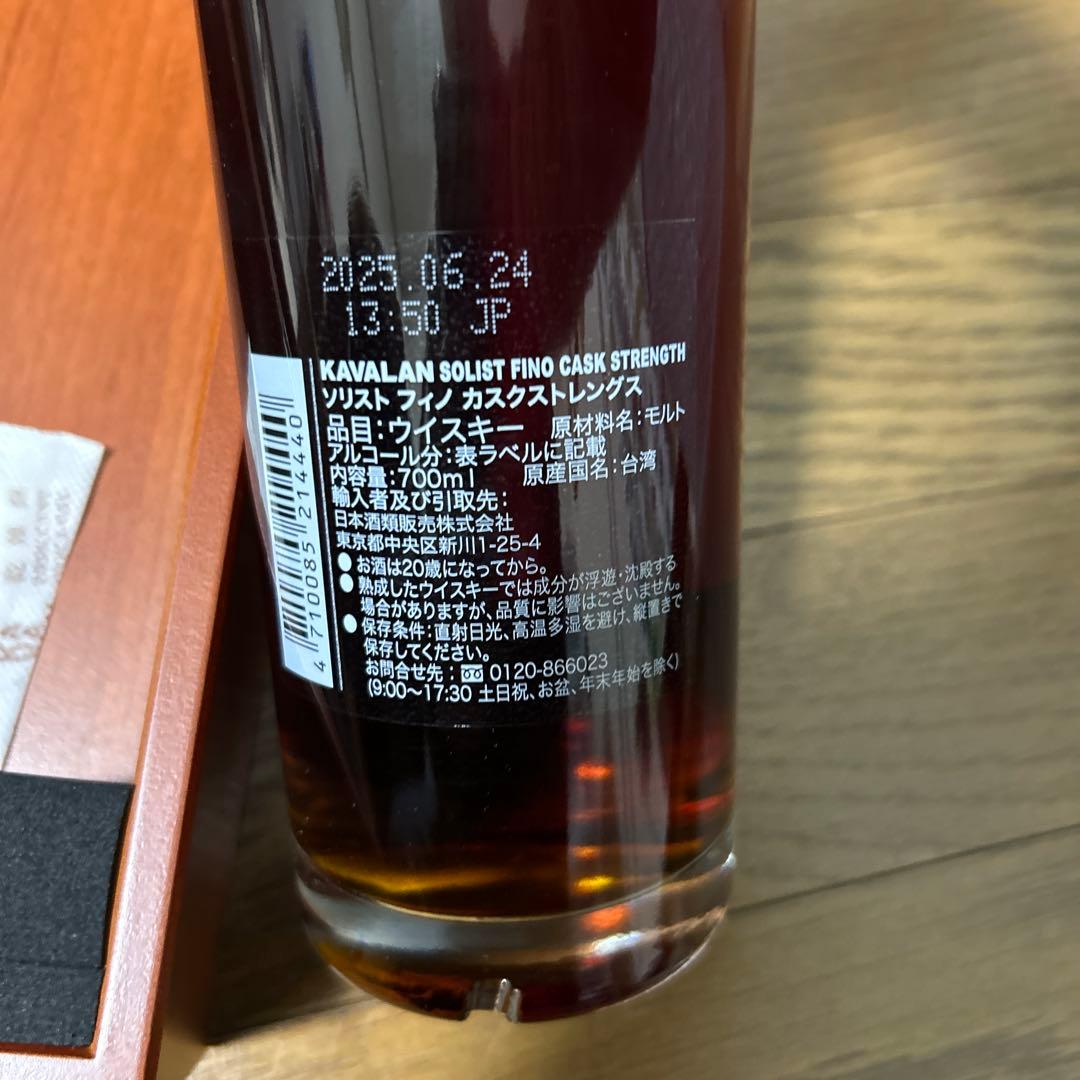 2025.06.24
13:50 JP
KAVALAN SOLIST FINO CASK STRENGTH
ソリスト フィノ カスクストレングス
品目:ウイスキー 原材料名:モルト
アルコール分:表ラベルに記載
内容量:700ml 原産国名:台湾
輸入者及び引取先:
日本酒類販売株式会社
東京都中央区新川1-25-4
●お酒は20歳になってから。
●熟成したウイスキーでは成分が浮遊・沈殿する
場合がありますが、品質に影響はございません。
●保存条件:直射日光、高温多湿を避け、縦置きで
保存してください。
お問合せ先: 0120-866023
(9:00〜17:30 土日祝、お盆、年末年始を除く)
4 710085 214440